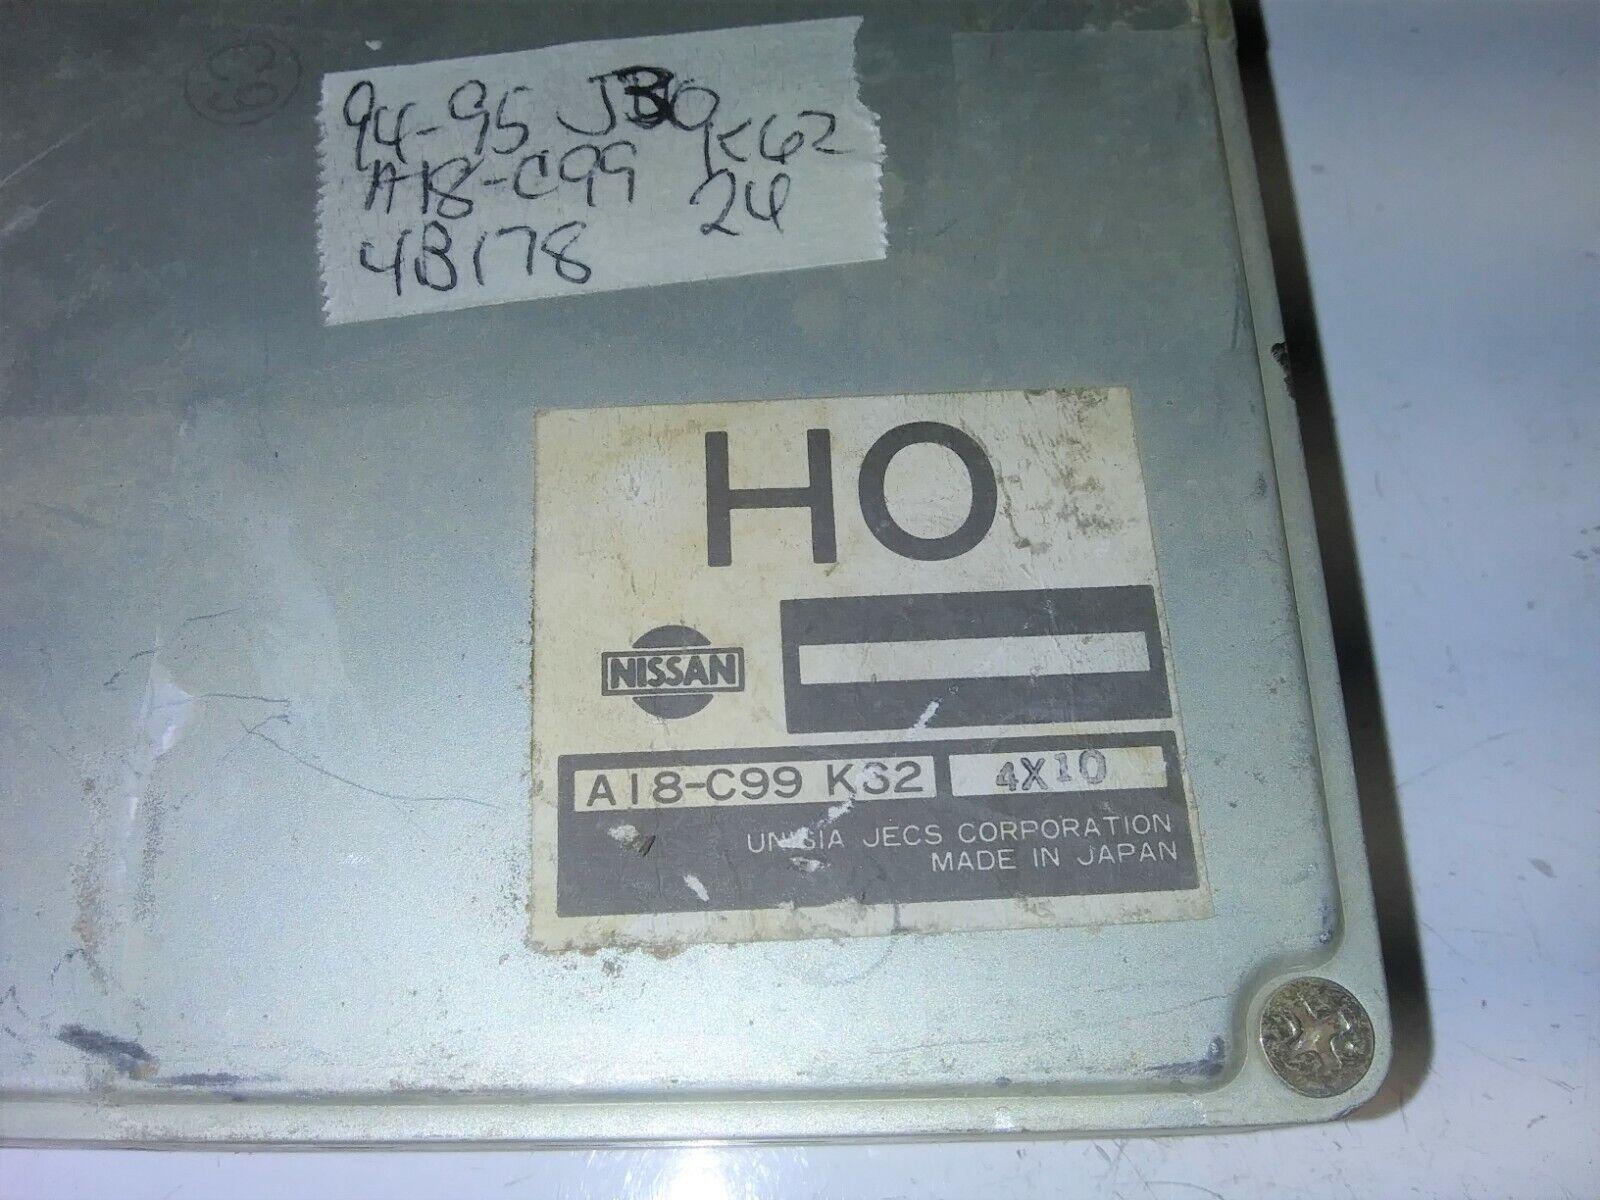 94-95 J30
A18-C99 K62
4B178 24
HO
NISSAN
A18-C99 K32 4X10
UNISIA JECS CORPORATION
MADE IN JAPAN